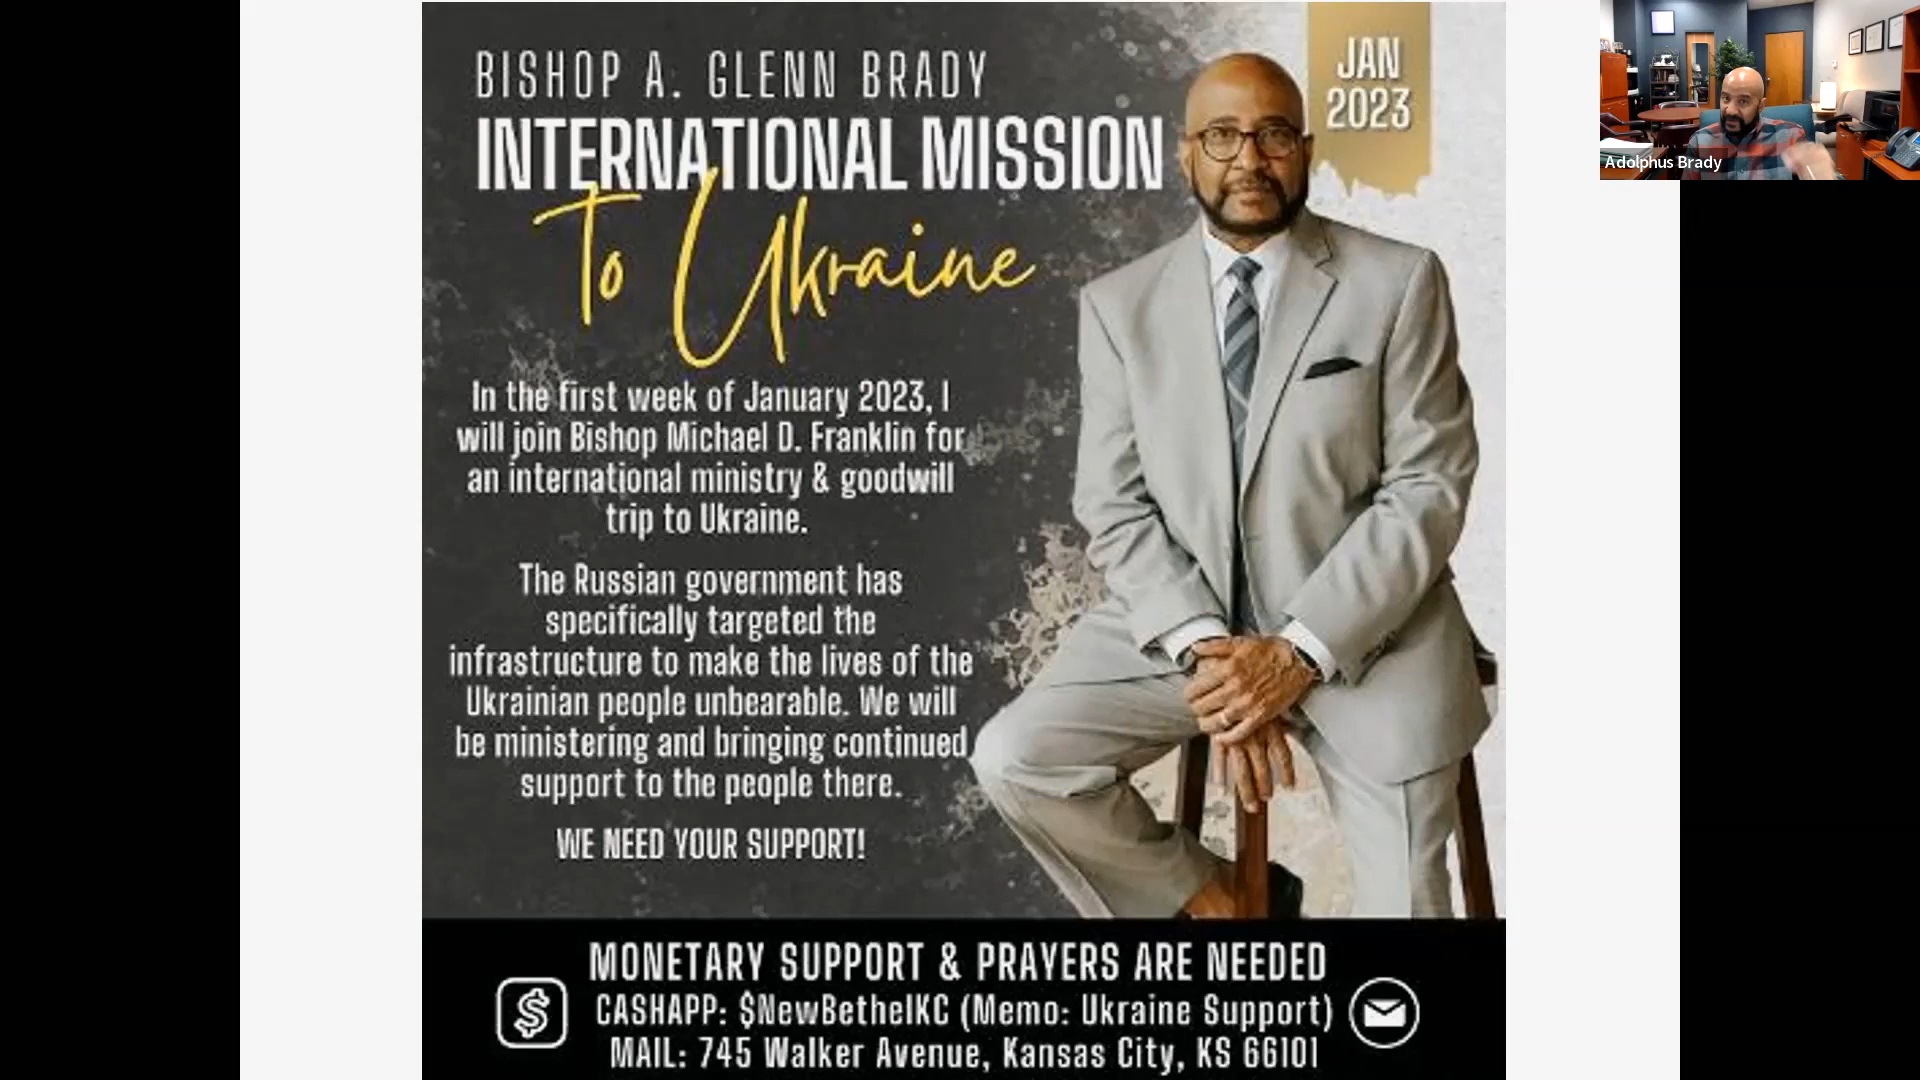 BISHOP A. GLENN BRADY
INTERNATIONAL MISSION
To Ukraine
JAN
2023
In the first week of January 2023, I
will join Bishop Michael D. Franklin for
an international ministry & goodwill
trip to Ukraine.
The Russian government has
specifically targeted the
infrastructure to make the lives of the
Ukrainian people unbearable. We will
be ministering and bringing continued
support to the people there.
WE NEED YOUR SUPPORT!
MONETARY SUPPORT & PRAYERS ARE NEEDED
CASHAPP: $NewBethelKC (Memo: Ukraine Support)
MAIL: 745 Walker Avenue, Kansas City, KS 66101
Adolphus Brady